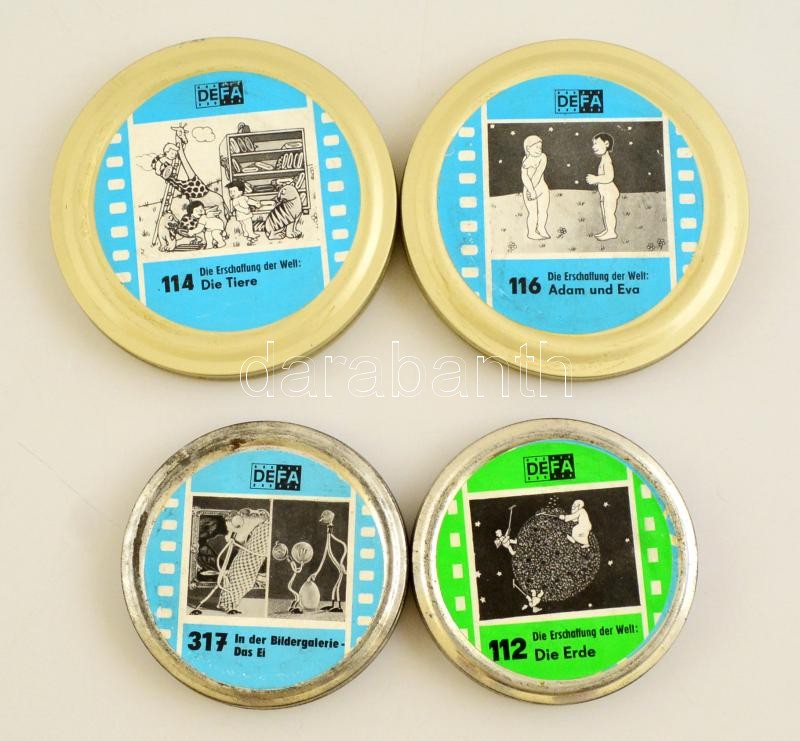 DEFA
114 Die Erschaffung der Welt:
Die Tiere
DEFA
116 Die Erschaffung der Welt:
Adam und Eva
darabanth
DEFA
317 In der Bildergalerie -
Das Ei
DEFA
112 Die Erschaffung der Welt:
Die Erde